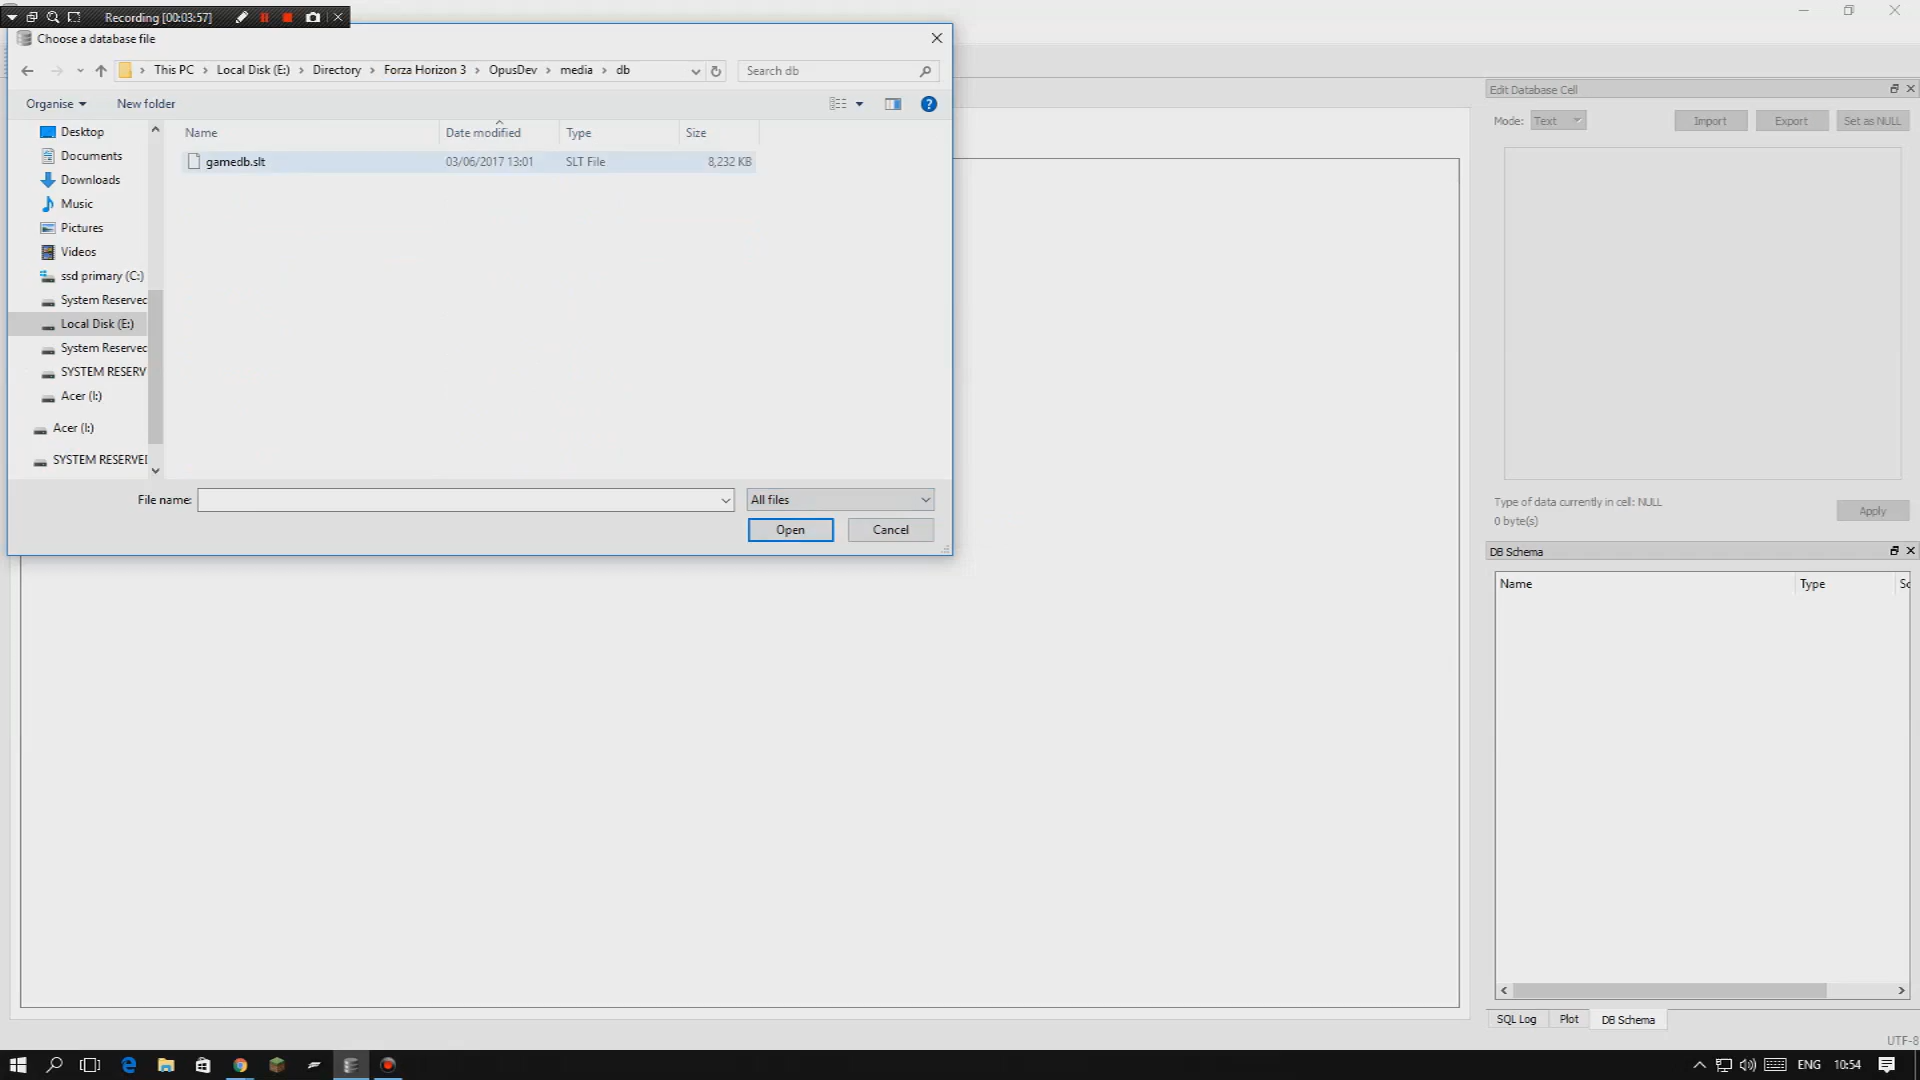 Recording [00:03:57]
Choose a database file
This PC > Local Disk (E:) > Directory > Forza Horizon 3 > OpusDev > media > db
Search db
Organise
New folder
Name
Date modified
Type
Size
gamedb.slt
03/06/2017 13:01
SLT File
8,232 KB
Desktop
Documents
Downloads
Music
Pictures
Videos
ssd primary (C:)
System Reserved
Local Disk (E:)
System Reserved
SYSTEM RESERV
Acer (I:)
Acer (I:)
SYSTEM RESERVED
File name:
All files
Open
Cancel
Edit Database Cell
Mode:
Text
Import
Export
Set as NULL
Type of data currently in cell: NULL
0 byte(s)
Apply
DB Schema
Name
Type
Sc
SQL Log
Plot
DB Schema
UTF-8
ENG
10:54